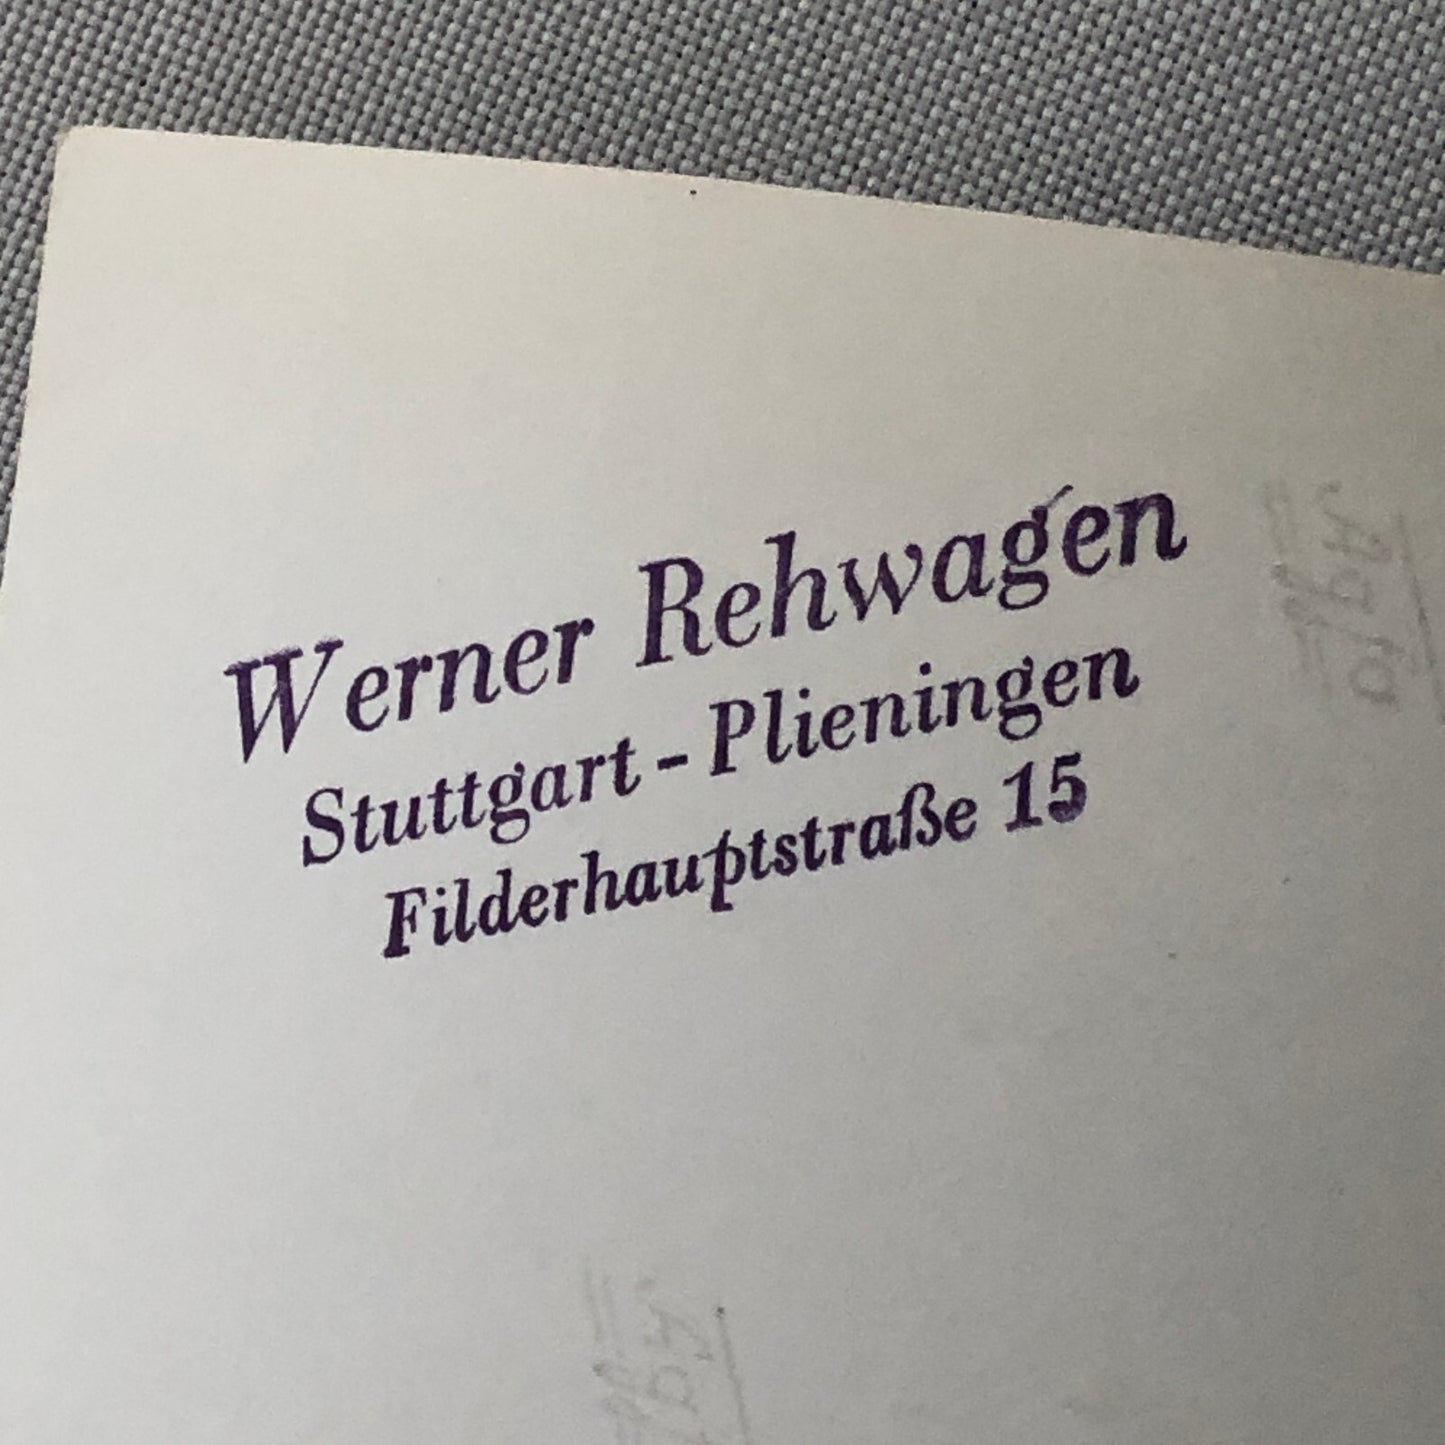 Werner Rehwagen
Stuttgart - Plieningen
Filderhauptstraße 15